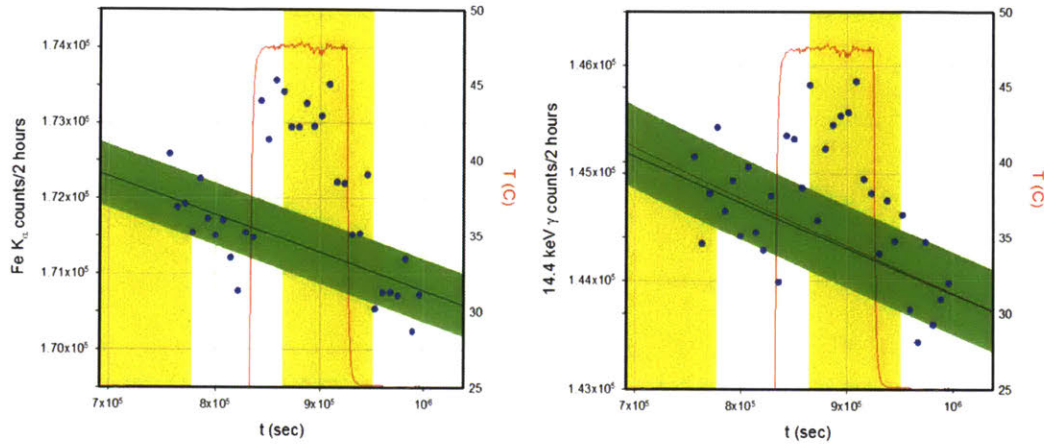 50
1.74x10⁵
45
1.73x10⁵
Fe Kα counts/2 hours
40
T (C)
1.72x10⁵
35
1.71x10⁵
30
1.70x10⁵
25
7x10⁵
8x10⁵
9x10⁵
10⁶
t (sec)
50
1.46x10⁵
45
14.4 keV γ counts/2 hours
1.45x10⁵
40
T (C)
35
1.44x10⁵
30
1.43x10⁵
25
7x10⁵
8x10⁵
9x10⁵
10⁶
t (sec)